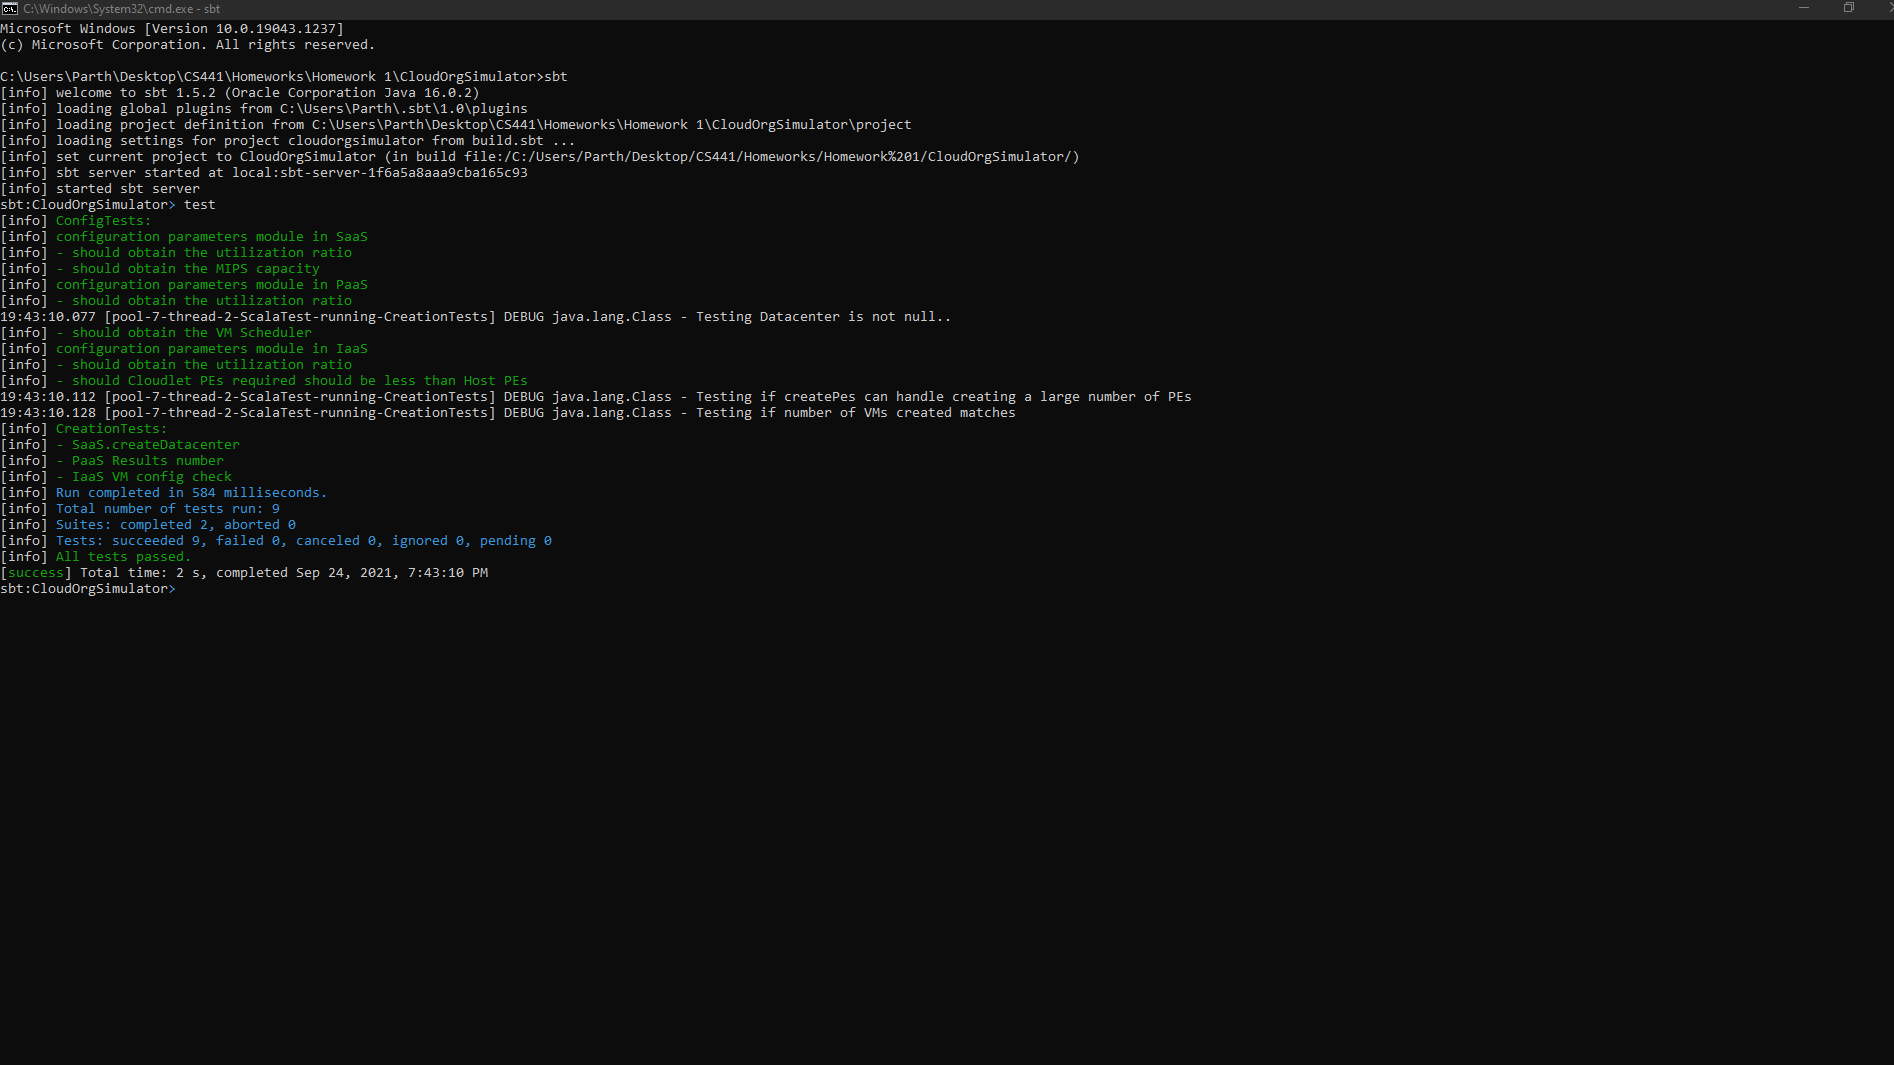 C:\Windows\System32\cmd.exe - sbt
Microsoft Windows [Version 10.0.19043.1237]
(c) Microsoft Corporation. All rights reserved.
C:\Users\Parth\Desktop\CS441\Homeworks\Homework 1\CloudOrgSimulator>sbt
[info] welcome to sbt 1.5.2 (Oracle Corporation Java 16.0.2)
[info] loading global plugins from C:\Users\Parth\.sbt\1.0\plugins
[info] loading project definition from C:\Users\Parth\Desktop\CS441\Homeworks\Homework 1\CloudOrgSimulator\project
[info] loading settings for project cloudorgsimulator from build.sbt ...
[info] set current project to CloudOrgSimulator (in build file:/C:/Users/Parth/Desktop/CS441/Homeworks/Homework%201/CloudOrgSimulator/)
[info] sbt server started at local:sbt-server-1f6a5a8aaa9cba165c93
[info] started sbt server
sbt:CloudOrgSimulator> test
[info] ConfigTests:
[info] configuration parameters module in SaaS
[info] - should obtain the utilization ratio
[info] - should obtain the MIPS capacity
[info] configuration parameters module in PaaS
[info] - should obtain the utilization ratio
19:43:10.077 [pool-7-thread-2-ScalaTest-running-CreationTests] DEBUG java.lang.Class - Testing Datacenter is not null..
[info] - should obtain the VM Scheduler
[info] configuration parameters module in IaaS
[info] - should obtain the utilization ratio
[info] - should Cloudlet PEs required should be less than Host PEs
19:43:10.112 [pool-7-thread-2-ScalaTest-running-CreationTests] DEBUG java.lang.Class - Testing if createPes can handle creating a large number of PEs
19:43:10.128 [pool-7-thread-2-ScalaTest-running-CreationTests] DEBUG java.lang.Class - Testing if number of VMs created matches
[info] CreationTests:
[info] - SaaS.createDatacenter
[info] - PaaS Results number
[info] - IaaS VM config check
[info] Run completed in 584 milliseconds.
[info] Total number of tests run: 9
[info] Suites: completed 2, aborted 0
[info] Tests: succeeded 9, failed 0, canceled 0, ignored 0, pending 0
[info] All tests passed.
[success] Total time: 2 s, completed Sep 24, 2021, 7:43:10 PM
sbt:CloudOrgSimulator>